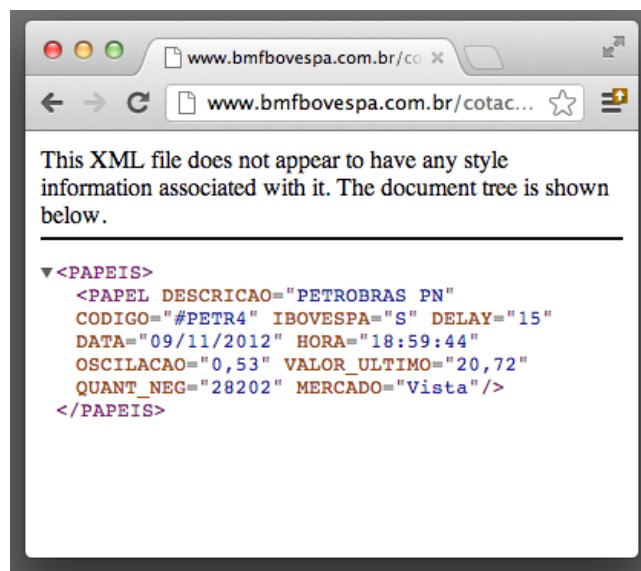 www.bmfbovespa.com.br/co
www.bmfbovespa.com.br/cotac...
This XML file does not appear to have any style
information associated with it. The document tree is shown
below.
<PAPEIS>
<PAPEL DESCRICAO="PETROBRAS PN"
CODIGO="#PETR4" IBOVESPA="S" DELAY="15"
DATA="09/11/2012" HORA="18:59:44"
OSCILACAO="0,53" VALOR_ULTIMO="20,72"
QUANT_NEG="28202" MERCADO="Vista"/>
</PAPEIS>